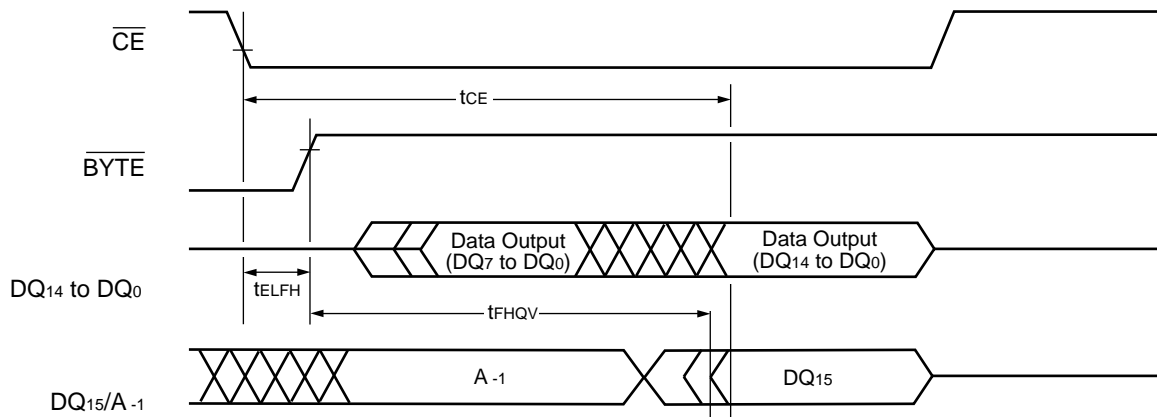 CE
tCE
BYTE
Data Output
(DQ7 to DQ0)
Data Output
(DQ14 to DQ0)
DQ14 to DQ0
tELFH
tFHQV
A -1
DQ15
DQ15/A -1